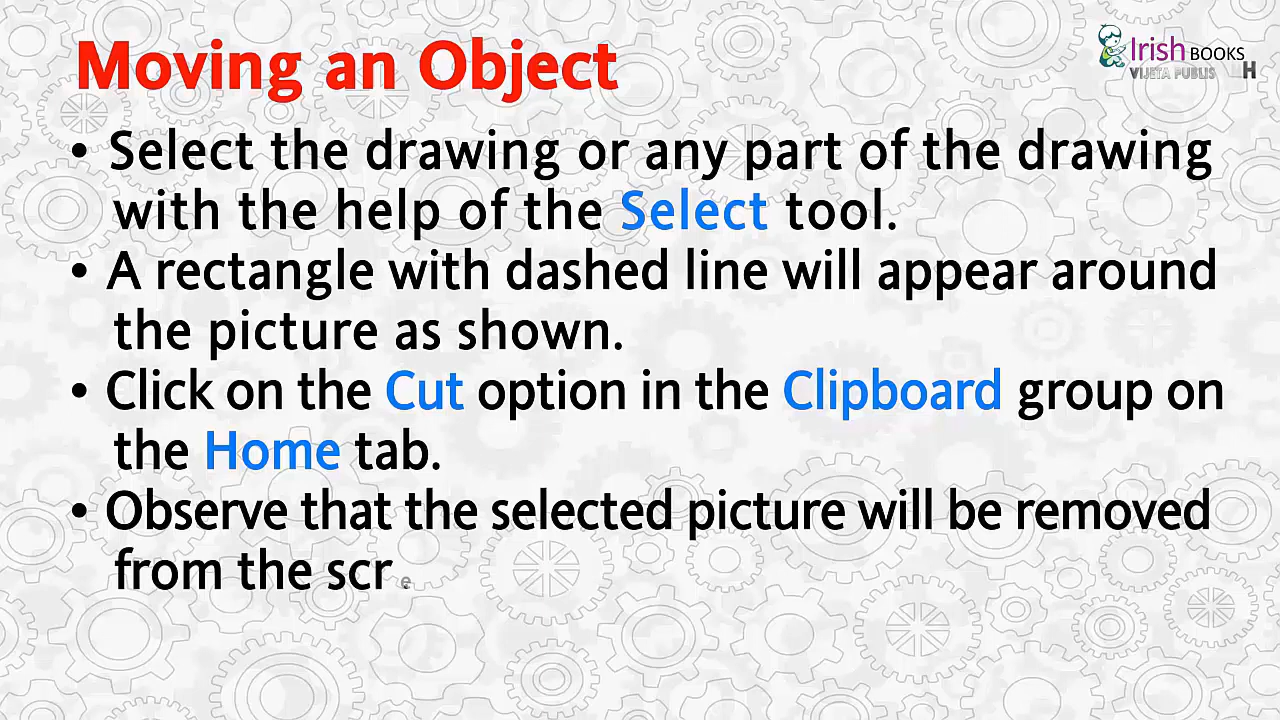 Moving an Object
Irish BOOKS
VIJETA PUBLIS H
• Select the drawing or any part of the drawing
with the help of the Select tool.
• A rectangle with dashed line will appear around
the picture as shown.
• Click on the Cut option in the Clipboard group on
the Home tab.
• Observe that the selected picture will be removed
from the scr e